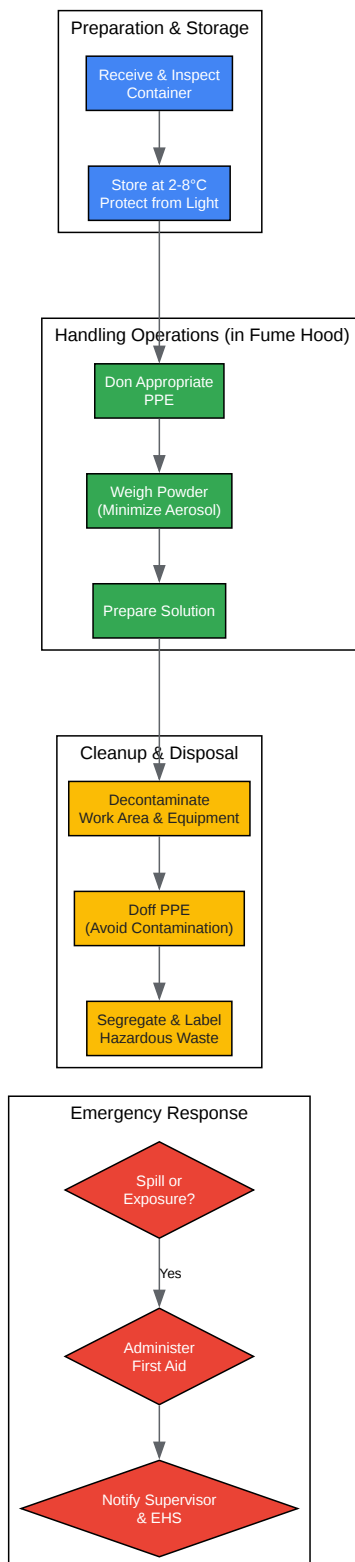 Preparation & Storage
Receive & Inspect
Container
Store at 2-8°C
Protect from Light
Handling Operations (in Fume Hood)
Don Appropriate
PPE
Weigh Powder
(Minimize Aerosol)
Prepare Solution
Cleanup & Disposal
Decontaminate
Work Area & Equipment
Doff PPE
(Avoid Contamination)
Segregate & Label
Hazardous Waste
Emergency Response
Spill or
Exposure?
Yes
Administer
First Aid
Notify Supervisor
& EHS